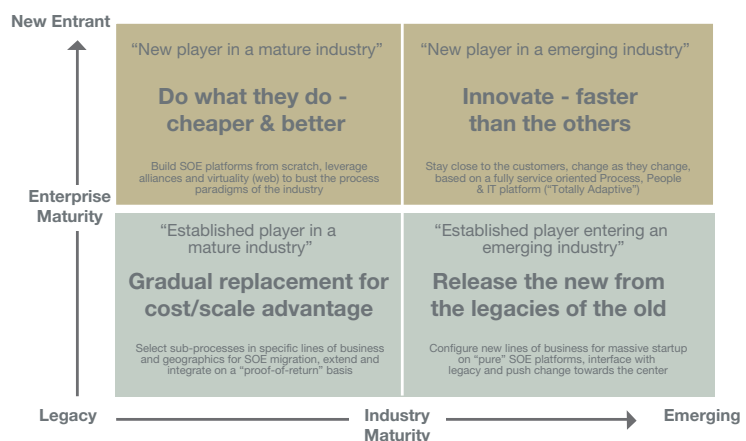 New Entrant
“New player in a mature industry”
Do what they do -
cheaper & better
Build SOE platforms from scratch, leverage
alliances and virtuality (web) to bust the process
paradigms of the industry
“New player in a emerging industry”
Innovate - faster
than the others
Stay close to the customers, change as they change,
based on a fully service oriented Process, People
& IT platform (“Totally Adaptive”)
Enterprise
Maturity
“Established player in a
mature industry”
Gradual replacement for
cost/scale advantage
Select sub-processes in specific lines of business
and geographics for SOE migration, extend and
integrate on a “proof-of-return” basis
“Established player entering an
emerging industry”
Release the new from
the legacies of the old
Configure new lines of business for massive startup
on “pure” SOE platforms, interface with
legacy and push change towards the center
Legacy
Industry
Maturity
Emerging